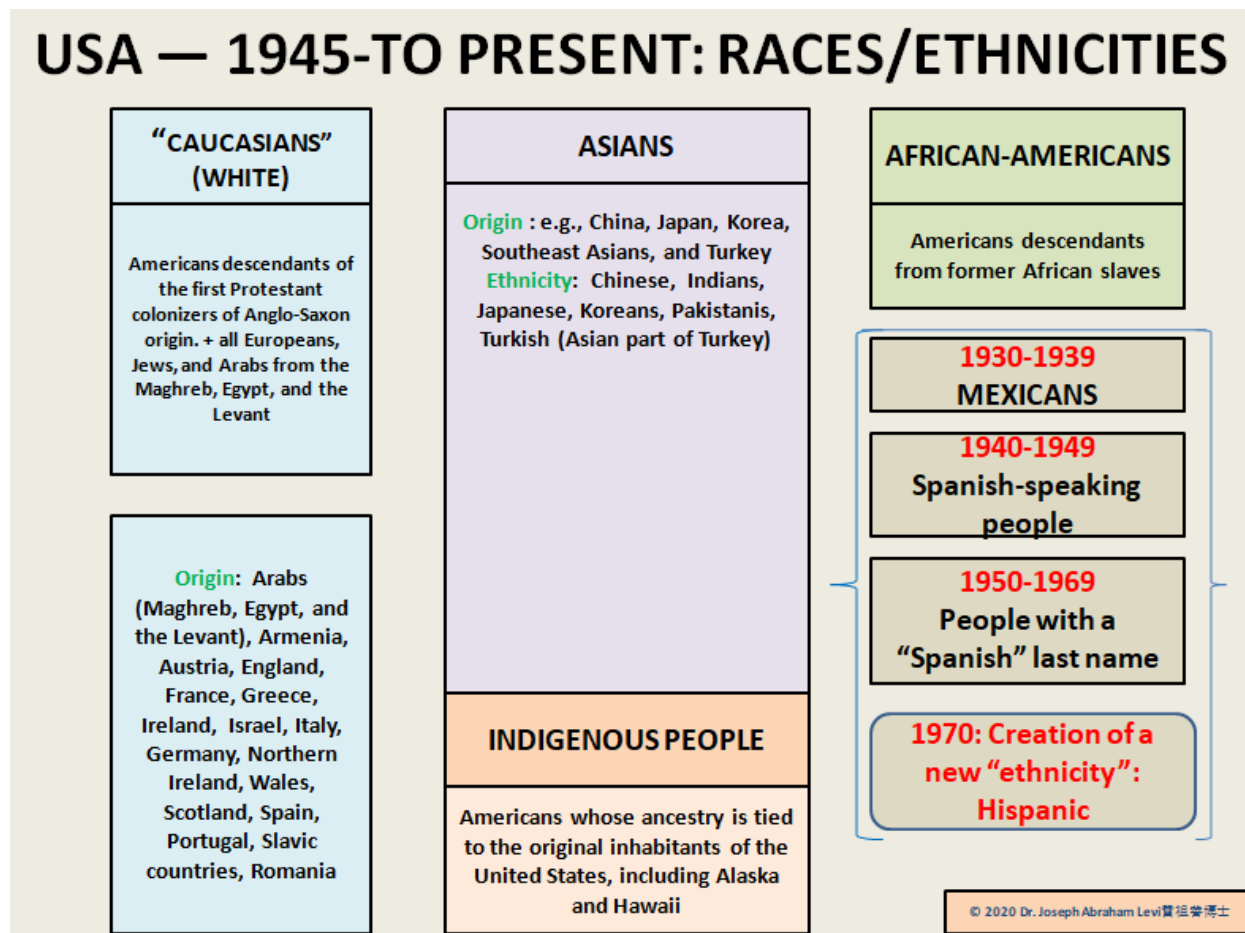 USA — 1945-TO PRESENT: RACES/ETHNICITIES
“CAUCASIANS”
(WHITE)
Americans descendants of
the first Protestant
colonizers of Anglo-Saxon
origin. + all Europeans,
Jews, and Arabs from the
Maghreb, Egypt, and the
Levant
Origin: Arabs
(Maghreb, Egypt, and
the Levant), Armenia,
Austria, England,
France, Greece,
Ireland, Israel, Italy,
Germany, Northern
Ireland, Wales,
Scotland, Spain,
Portugal, Slavic
countries, Romania
ASIANS
Origin : e.g., China, Japan, Korea,
Southeast Asians, and Turkey
Ethnicity: Chinese, Indians,
Japanese, Koreans, Pakistanis,
Turkish (Asian part of Turkey)
INDIGENOUS PEOPLE
Americans whose ancestry is tied
to the original inhabitants of the
United States, including Alaska
and Hawaii
AFRICAN-AMERICANS
Americans descendants
from former African slaves
1930-1939
MEXICANS
1940-1949
Spanish-speaking
people
1950-1969
People with a
“Spanish” last name
1970: Creation of a
new “ethnicity”:
Hispanic
© 2020 Dr. Joseph Abraham Levi 祖 博士